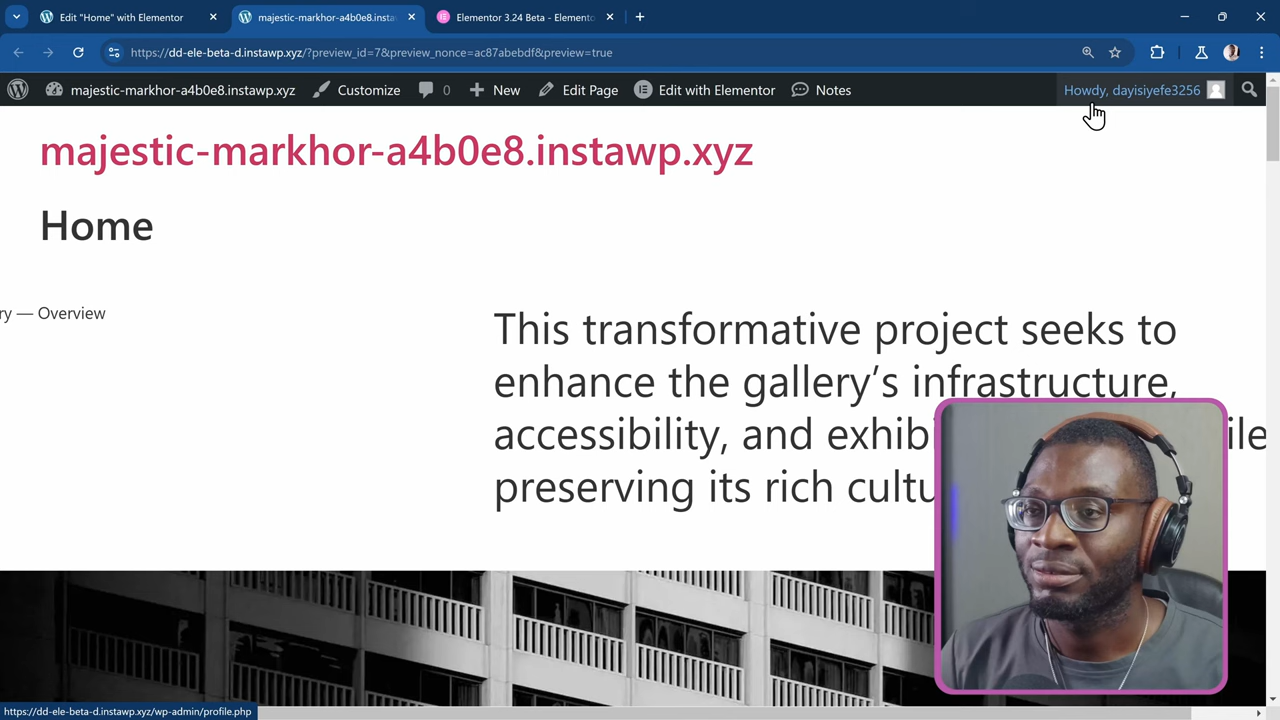 Edit "Home" with Elementor
majestic-markhor-a4b0e8.insta
Elementor 3.24 Beta - Elemento
https://dd-ele-beta-d.instawp.xyz/?preview_id=7&preview_nonce=ac87abebdf&preview=true
majestic-markhor-a4b0e8.instawp.xyz
Customize
0
New
Edit Page
Edit with Elementor
Notes
Howdy, dayisiyefe3256
majestic-markhor-a4b0e8.instawp.xyz
Home
ry — Overview
This transformative project seeks to
enhance the gallery’s infrastructure,
accessibility, and exhib ile
preserving its rich cultu
https://dd-ele-beta-d.instawp.xyz/wp-admin/profile.php